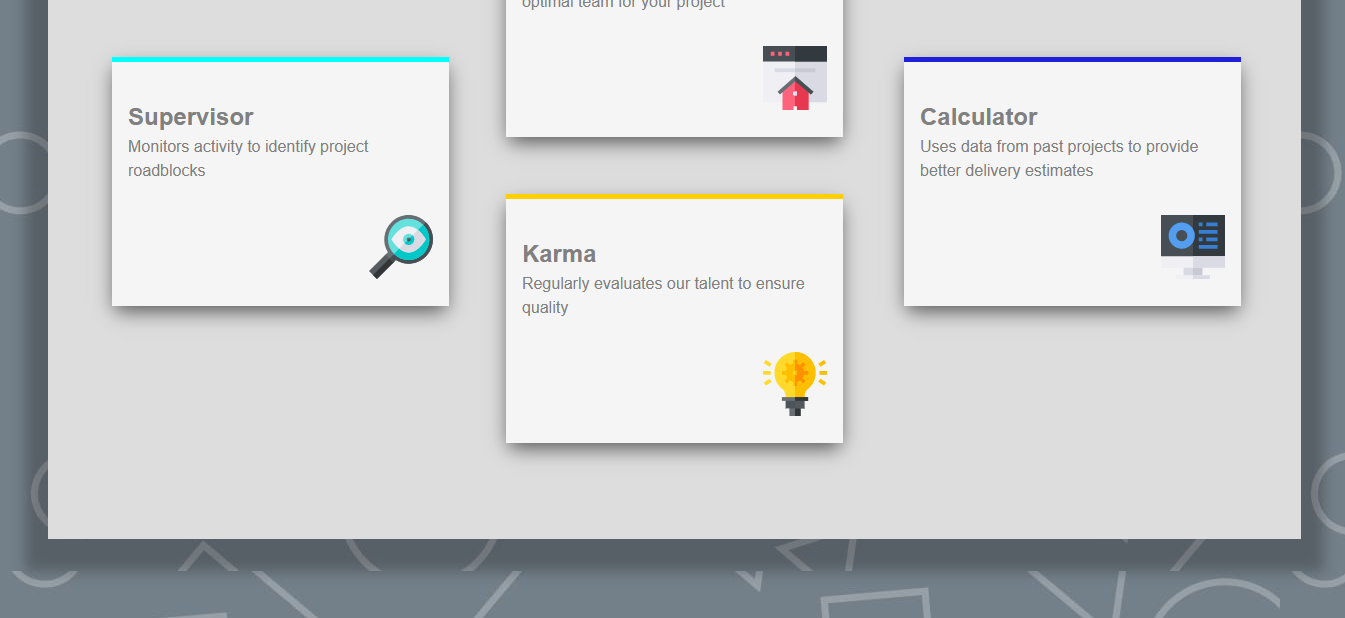 optimal team for your project
Supervisor
Monitors activity to identify project
roadblocks
Karma
Regularly evaluates our talent to ensure
quality
Calculator
Uses data from past projects to provide
better delivery estimates